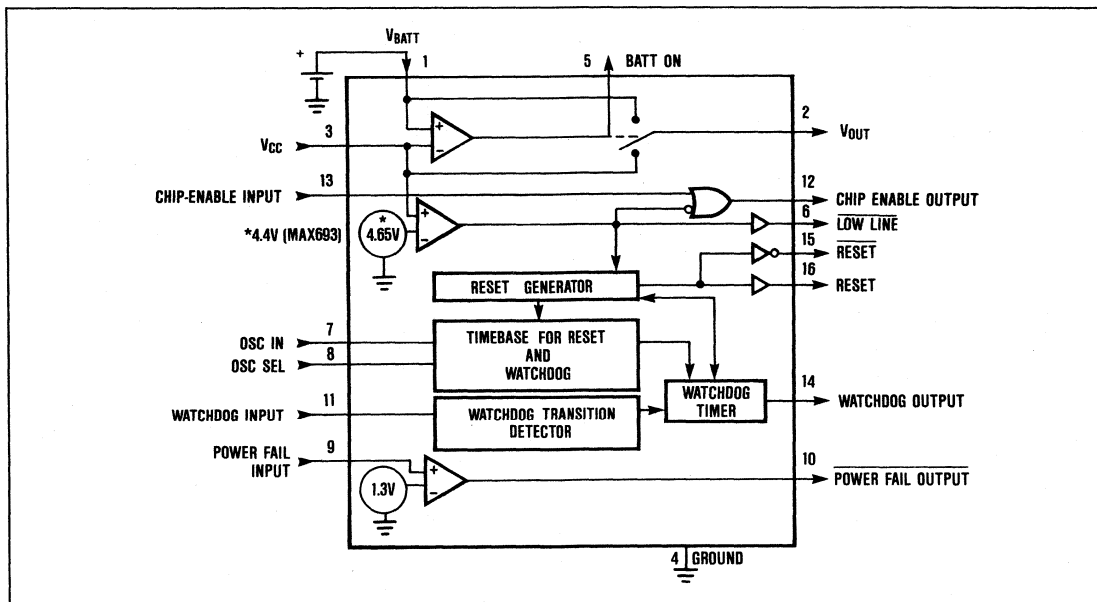 V_BATT
+
1
5 BATT ON
3
V_CC
2
V_OUT
13
CHIP-ENABLE INPUT
12
CHIP ENABLE OUTPUT
+
−
+
−
6
LOW LINE
*
4.65V
*4.4V (MAX693)
15
RESET
16
RESET
RESET GENERATOR
7
OSC IN
8
OSC SEL
TIMEBASE FOR RESET
AND
WATCHDOG
11
WATCHDOG INPUT
WATCHDOG TRANSITION
DETECTOR
WATCHDOG
TIMER
14
WATCHDOG OUTPUT
9
POWER FAIL
INPUT
+
−
1.3V
10
POWER FAIL OUTPUT
4 GROUND